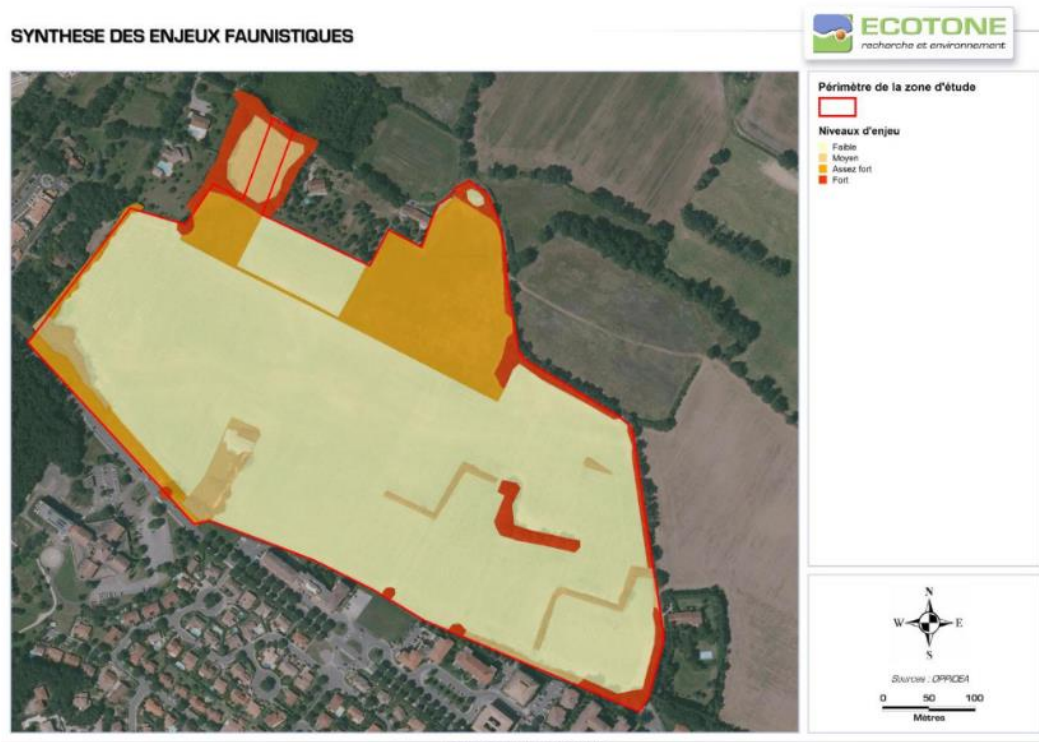 SYNTHESE DES ENJEUX FAUNISTIQUES
ECOTONE
recherche et environnement
Périmètre de la zone d'étude
Niveaux d'enjeu
Faible
Moyen
Assez fort
Fort
N
W E
S
Sources : OPPIDEA
0 50 100
Mètres